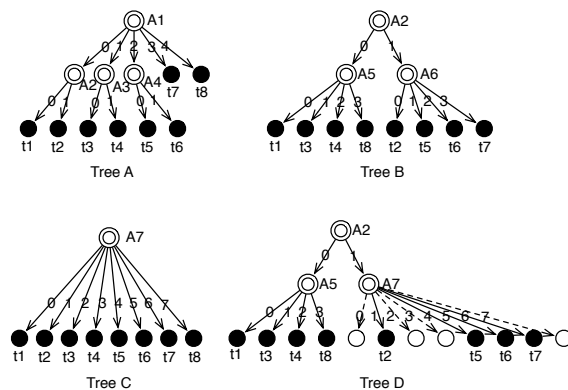 A1
0 1 2 3 4
A2 A3 A4 t7 t8
0 1 0 1 0 1
t1 t2 t3 t4 t5 t6
Tree A
A2
0 1
A5 A6
0 1 2 3 0 1 2 3
t1 t3 t4 t8 t2 t5 t6 t7
Tree B
A7
0 1 2 3 4 5 6 7
t1 t2 t3 t4 t5 t6 t7 t8
Tree C
A2
0 1
A5 A7
0 1 2 3 0 1 2 3 4 5 6 7
t1 t3 t4 t8 t2 t5 t6 t7
Tree D